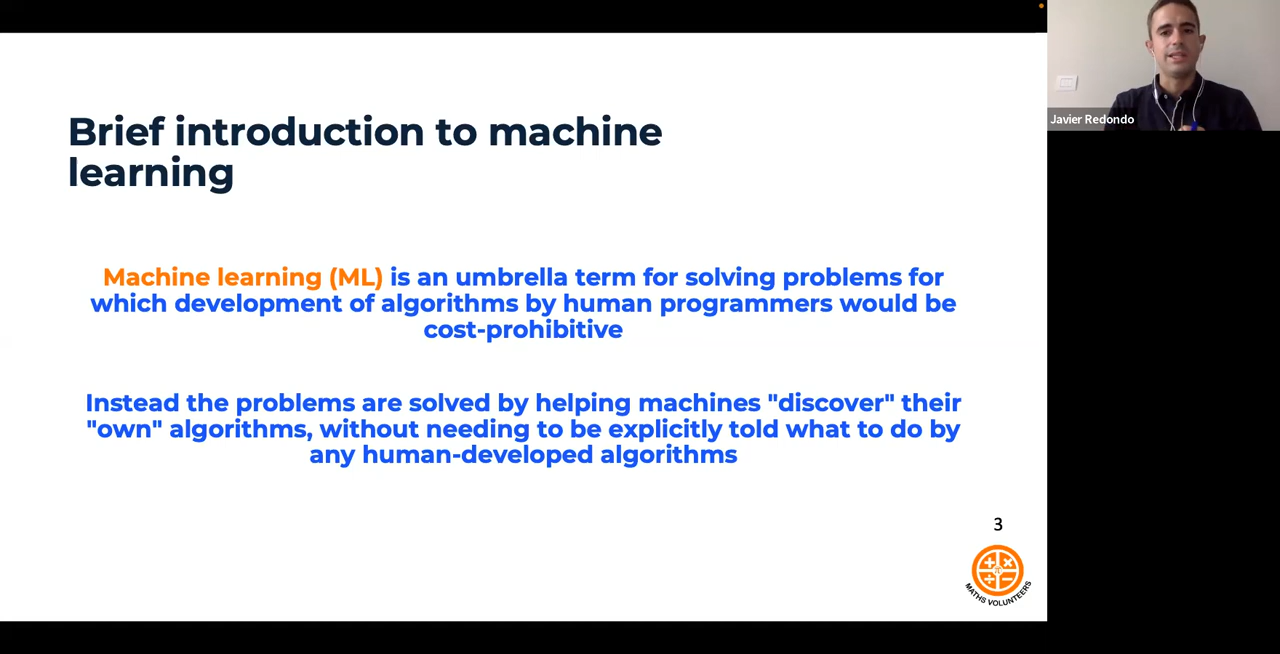 Brief introduction to machine
learning
Machine learning (ML) is an umbrella term for solving problems for
which development of algorithms by human programmers would be
cost-prohibitive
Instead the problems are solved by helping machines "discover" their
"own" algorithms, without needing to be explicitly told what to do by
any human-developed algorithms
3
MATHS VOLUNTEERS
Javier Redondo